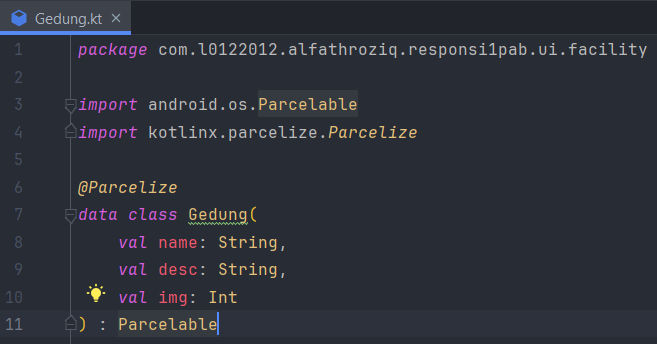 Gedung.kt ×
1 package com.l0122012.alfathroziq.responsi1pab.ui.facility
2
3 import android.os.Parcelable
4 import kotlinx.parcelize.Parcelize
5
6 @Parcelize
7 data class Gedung(
8 val name: String,
9 val desc: String,
10 val img: Int
11 ) : Parcelable